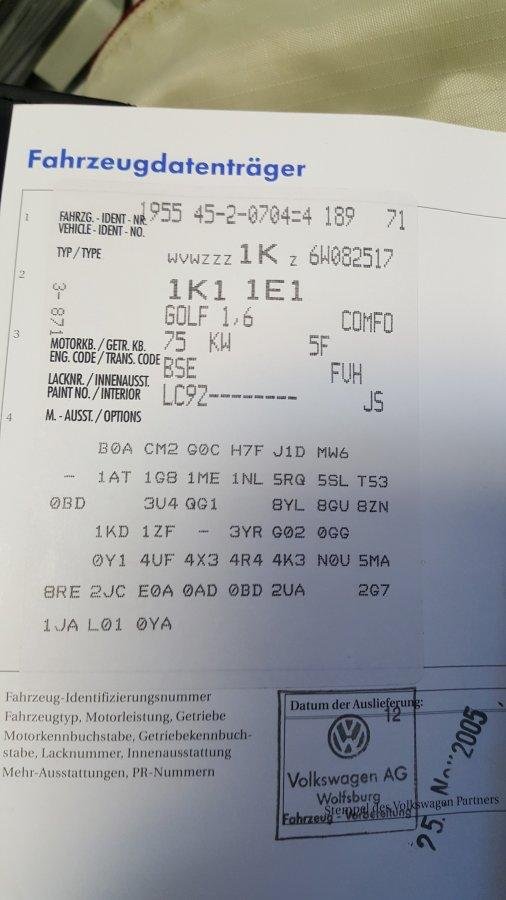 Fahrzeugdatenträger
1 FAHRZG. - IDENT - NR. 1955 45-2-0704=4 189 71
VEHICLE - IDENT - NO.
TYP / TYPE WVWZZZ 1K Z 6W082517
2 1K1 1E1
3- 871
GOLF 1,6 COMFO
3 MOTORKB. / GETR. KB. 75 KW 5F
ENG. CODE / TRANS. CODE BSE FVH
LACKNR. / INNENAUSST. LC9Z--------- JS
PAINT NO. / INTERIOR
4 M. - AUSST. / OPTIONS
B0A CM2 G0C H7F J1D MW6
- 1AT 1G8 1ME 1NL 5RQ 5SL T53
0BD 3U4 QG1 8YL 8GU 8ZN
1KD 1ZF - 3YR G02 0GG
0Y1 4UF 4X3 4R4 4K3 N0U 5MA
8RE 2JC E0A 0AD 0BD 2UA 2G7
1JA L01 0YA
Fahrzeug-Identifizierungsnummer
Fahrzeugtyp, Motorleistung, Getriebe
Motorkennbuchstabe, Getriebekennbuch-
stabe, Lacknummer, Innenausstattung
Mehr-Ausstattungen, PR-Nummern
Datum der Auslieferung:
12
Volkswagen AG
Wolfsburg
Fahrzeug - Vorbereitung
Stempel des Volkswagen Partners
25. Nov. 2005